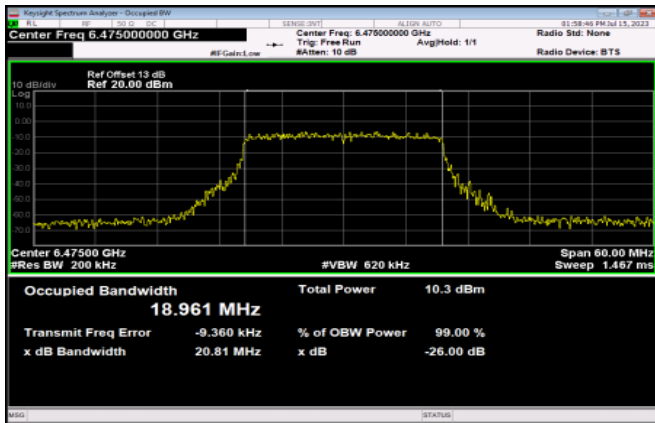 Keysight Spectrum Analyzer - Occupied BW
RL RF 50 Ω DC SENSE:INT ALIGN AUTO 01:58:46 PM Jul 15, 2023
Center Freq 6.475000000 GHz Center Freq: 6.475000000 GHz Radio Std: None
Trig: Free Run Avg|Hold: 1/1
#IFGain:Low #Atten: 10 dB Radio Device: BTS
Ref Offset 13 dB
10 dB/div Ref 20.00 dBm
Log
10.0
0.00
-10.0
-20.0
-30.0
-40.0
-50.0
-60.0
-70.0
Center 6.47500 GHz Span 60.00 MHz
#Res BW 200 kHz #VBW 620 kHz Sweep 1.467 ms
Occupied Bandwidth Total Power 10.3 dBm
18.961 MHz
Transmit Freq Error -9.360 kHz % of OBW Power 99.00 %
x dB Bandwidth 20.81 MHz x dB -26.00 dB
MSG STATUS